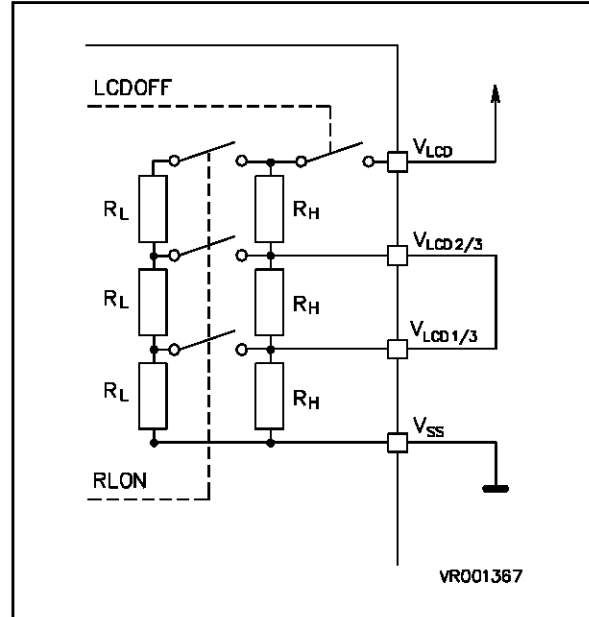 LCDOFF
V_LCD
R_L
R_H
V_LCD2/3
R_L
R_H
V_LCD1/3
R_L
R_H
V_SS
RLON
VR001367